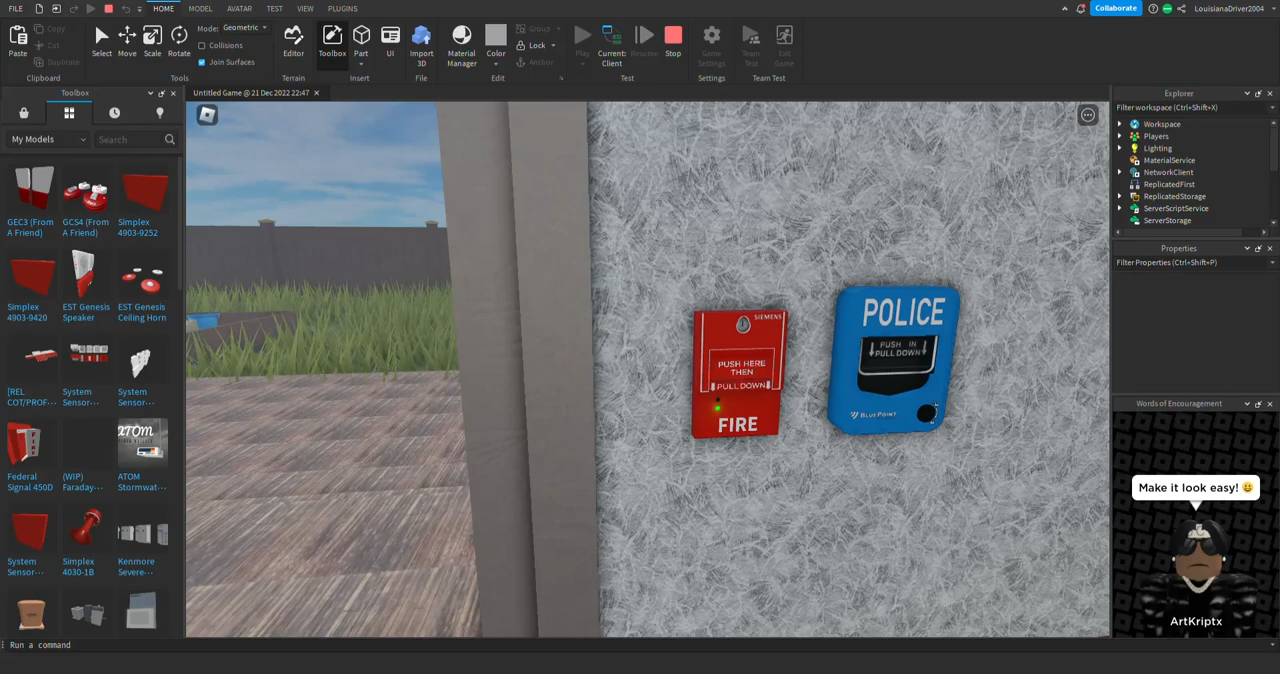 FILE HOME MODEL AVATAR TEST VIEW PLUGINS Collaborate LouisianaDriver2004
Paste Copy Cut Duplicate Clipboard
Select Move Scale Rotate Mode: Geometric Collisions Join Surfaces Tools
Editor Terrain
Toolbox Part UI Insert
Import 3D File
Material Manager Color Group Lock Anchor Edit
Play Current: Client Resume Stop Test
Game Settings Settings
Team Test Exit Game Team Test
Toolbox
My Models Search
GEC3 (From A Friend) GCS4 (From A Friend) Simplex 4903-9252
Simplex 4903-9420 EST Genesis Speaker EST Genesis Ceiling Horn
[REL COT/PROF··· System Sensor··· System Sensor···
ATOM
Federal Signal 450D (WIP) Faraday··· ATOM Stormwat···
System Sensor··· Simplex 4030-1B Kenmore Severe···
Untitled Game @ 21 Dec 2022 22:47
SIEMENS
PUSH HERE
THEN
PULL DOWN
FIRE
POLICE
PUSH IN
PULL DOWN
BluePoint
Explorer
Filter workspace (Ctrl+Shift+X)
Workspace
Players
Lighting
MaterialService
NetworkClient
ReplicatedFirst
ReplicatedStorage
ServerScriptService
ServerStorage
Properties
Filter Properties (Ctrl+Shift+P)
Words of Encouragement
Make it look easy! 😀
ArtKriptx
Run a command